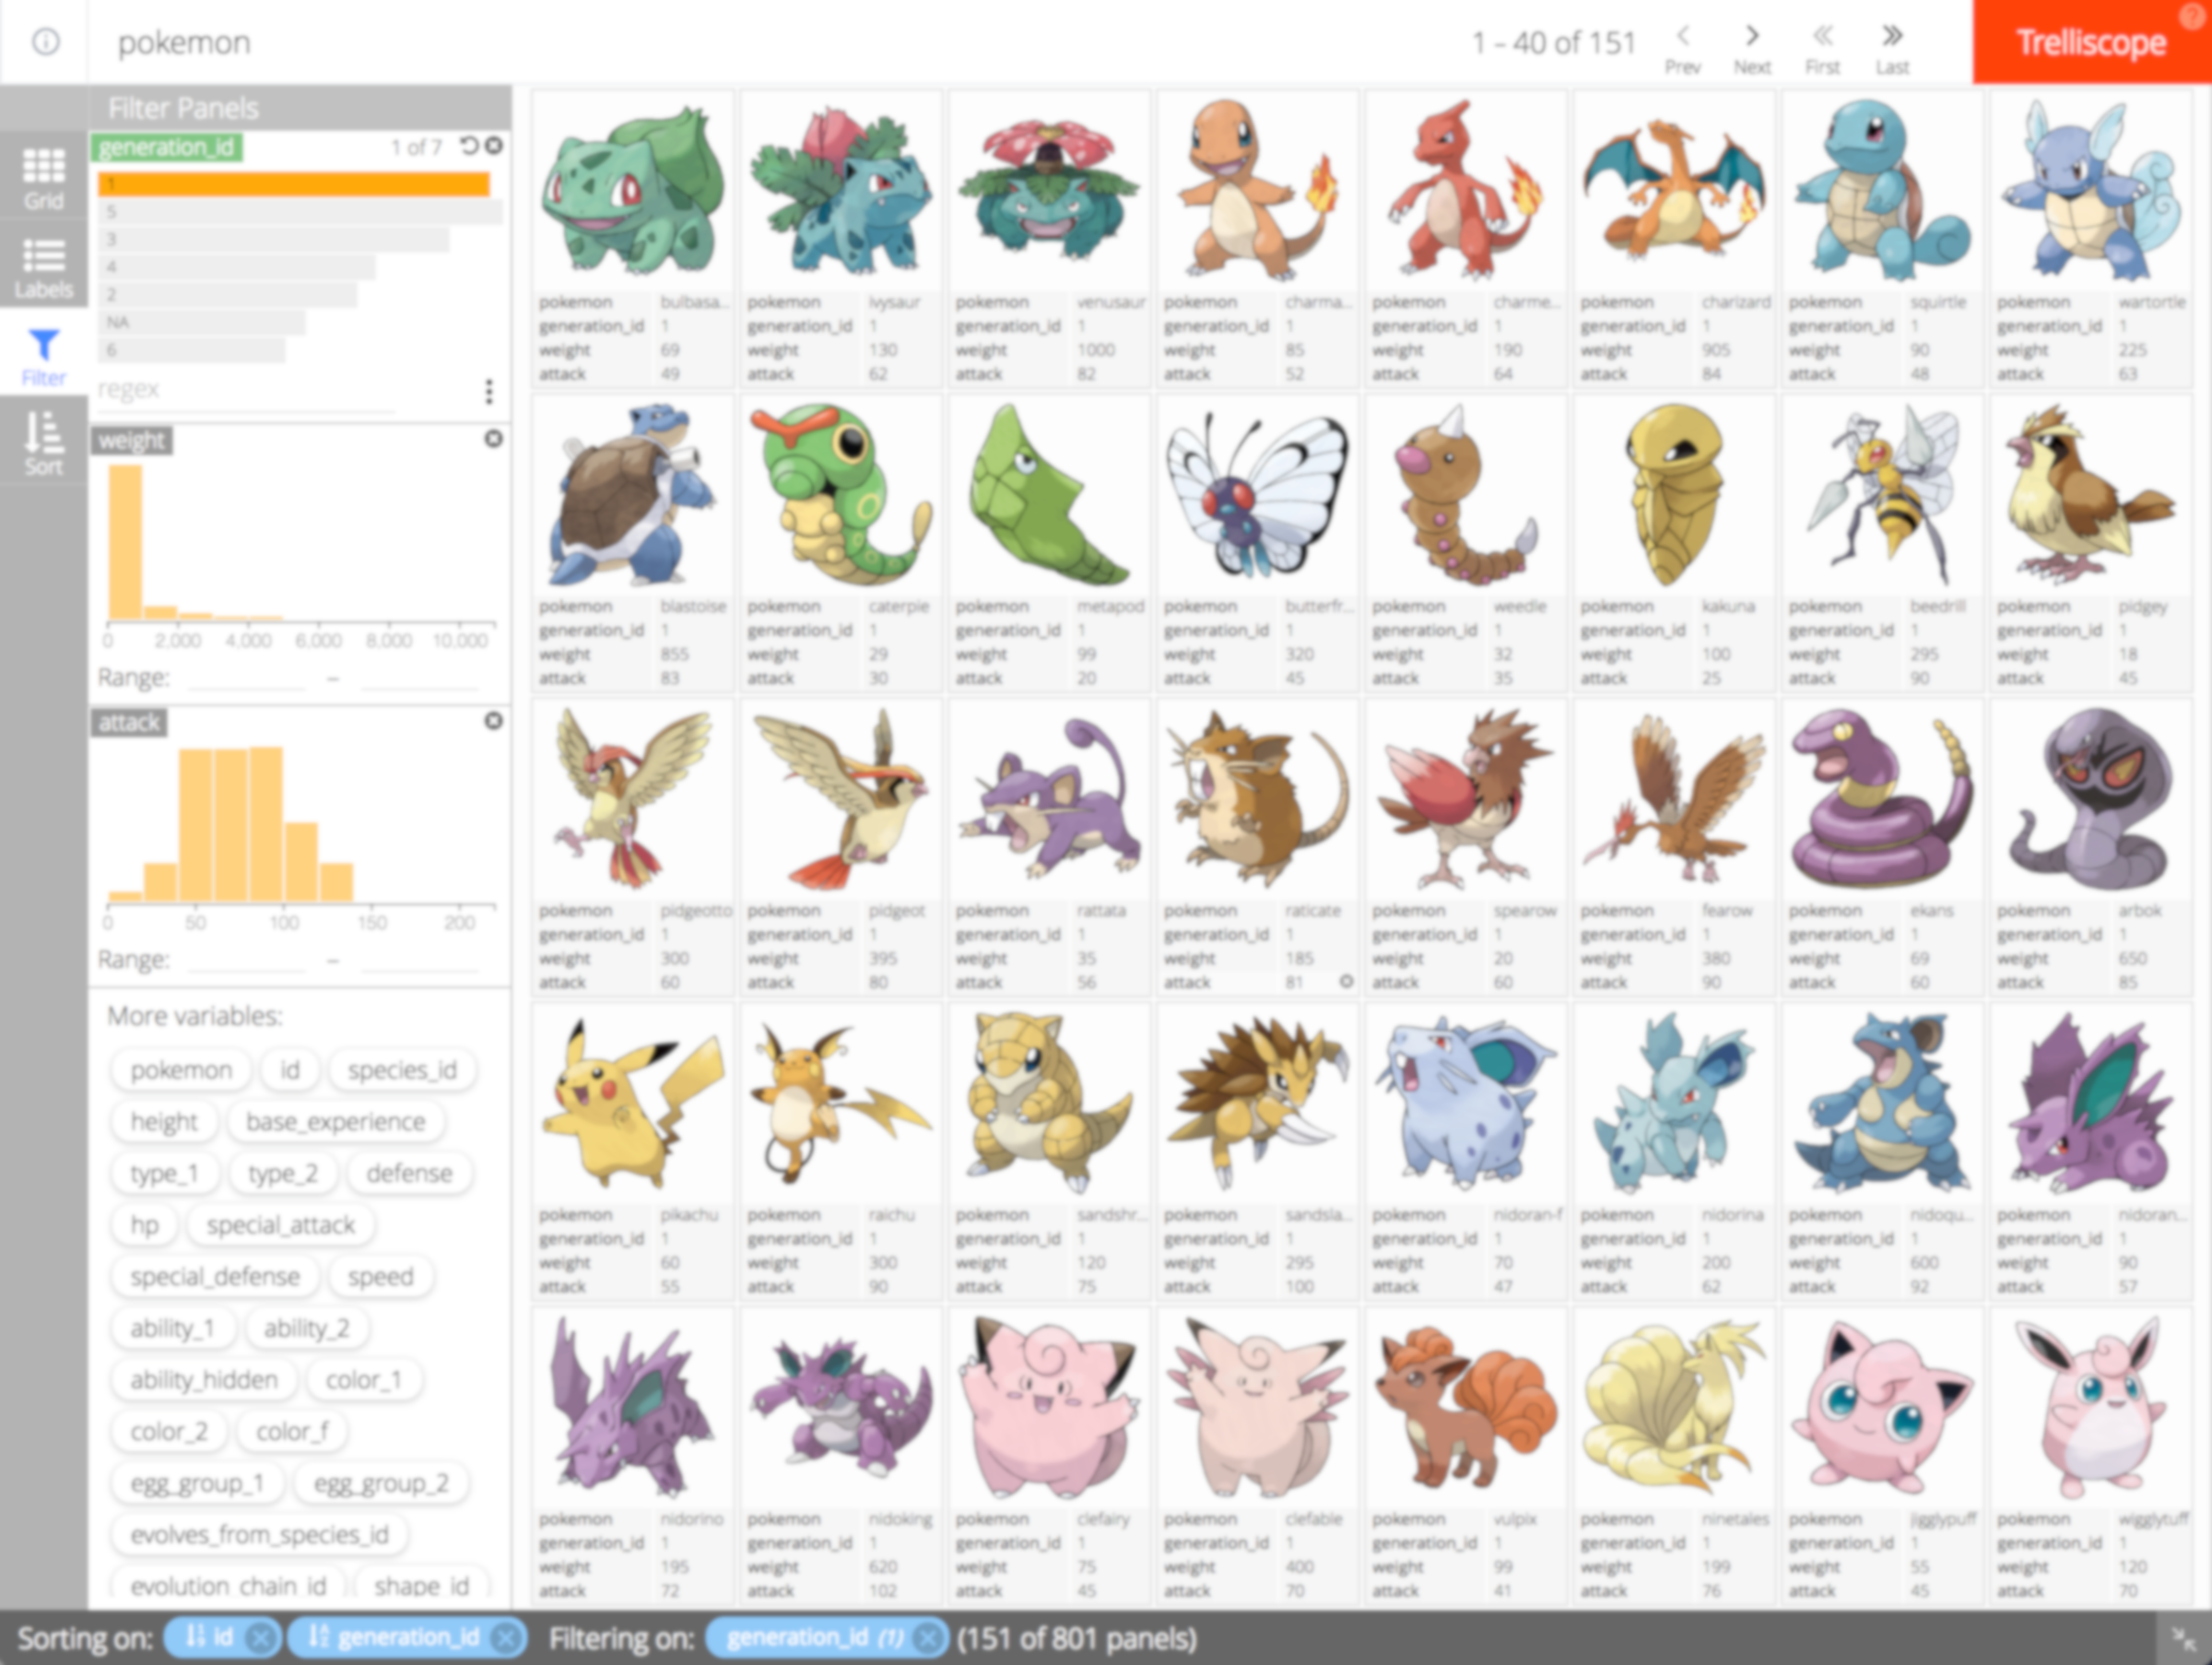 pokemon
1 – 40 of 151
Prev Next First Last
Trelliscope
?
Filter Panels
Grid
Labels
Filter
Sort
generation_id 1 of 7
1
5
3
4
2
NA
6
regex
weight
0 2,000 4,000 6,000 8,000 10,000
Range: –
attack
0 50 100 150 200
Range: –
More variables:
pokemon id species_id
height base_experience
type_1 type_2 defense
hp special_attack
special_defense speed
ability_1 ability_2
ability_hidden color_1
color_2 color_f
egg_group_1 egg_group_2
evolves_from_species_id
evolution_chain_id shape_id
pokemon bulbasa... pokemon ivysaur pokemon venusaur pokemon charma... pokemon charme... pokemon charizard pokemon squirtle pokemon wartortle
generation_id 1 generation_id 1 generation_id 1 generation_id 1 generation_id 1 generation_id 1 generation_id 1 generation_id 1
weight 69 weight 130 weight 1000 weight 85 weight 190 weight 905 weight 90 weight 225
attack 49 attack 62 attack 82 attack 52 attack 64 attack 84 attack 48 attack 63
pokemon blastoise pokemon caterpie pokemon metapod pokemon butterfr... pokemon weedle pokemon kakuna pokemon beedrill pokemon pidgey
generation_id 1 generation_id 1 generation_id 1 generation_id 1 generation_id 1 generation_id 1 generation_id 1 generation_id 1
weight 855 weight 29 weight 99 weight 320 weight 32 weight 100 weight 295 weight 18
attack 83 attack 30 attack 20 attack 45 attack 35 attack 25 attack 90 attack 45
pokemon pidgeotto pokemon pidgeot pokemon rattata pokemon raticate pokemon spearow pokemon fearow pokemon ekans pokemon arbok
generation_id 1 generation_id 1 generation_id 1 generation_id 1 generation_id 1 generation_id 1 generation_id 1 generation_id 1
weight 300 weight 395 weight 35 weight 185 weight 20 weight 380 weight 69 weight 650
attack 60 attack 80 attack 56 attack 81 attack 60 attack 90 attack 60 attack 85
pokemon pikachu pokemon raichu pokemon sandshr... pokemon sandsla... pokemon nidoran-f pokemon nidorina pokemon nidoqu... pokemon nidoran...
generation_id 1 generation_id 1 generation_id 1 generation_id 1 generation_id 1 generation_id 1 generation_id 1 generation_id 1
weight 60 weight 300 weight 120 weight 295 weight 70 weight 200 weight 600 weight 90
attack 55 attack 90 attack 75 attack 100 attack 47 attack 62 attack 92 attack 57
pokemon nidorino pokemon nidoking pokemon clefairy pokemon clefable pokemon vulpix pokemon ninetales pokemon jigglypuff pokemon wigglytuff
generation_id 1 generation_id 1 generation_id 1 generation_id 1 generation_id 1 generation_id 1 generation_id 1 generation_id 1
weight 195 weight 620 weight 75 weight 400 weight 99 weight 199 weight 55 weight 120
attack 72 attack 102 attack 45 attack 70 attack 41 attack 76 attack 45 attack 70
Sorting on: id generation_id Filtering on: generation_id (1) (151 of 801 panels)